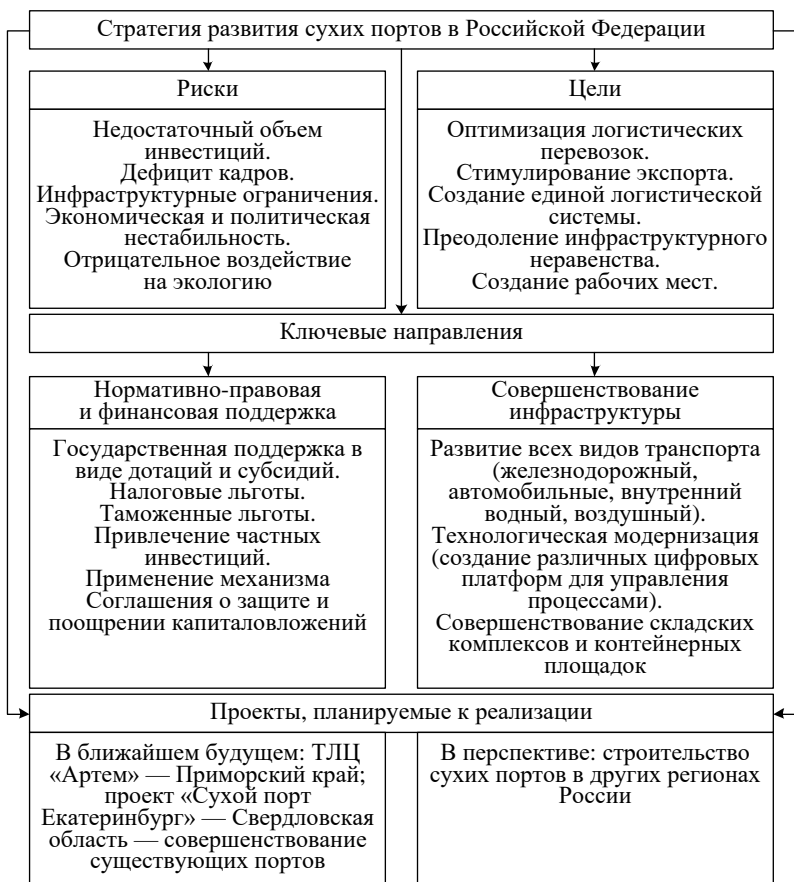 Стратегия развития сухих портов в Российской Федерации
Риски
Недостаточный объем
инвестиций.
Дефицит кадров.
Инфраструктурные ограничения.
Экономическая и политическая
нестабильность.
Отрицательное воздействие
на экологию
Цели
Оптимизация логистических
перевозок.
Стимулирование экспорта.
Создание единой логистической
системы.
Преодоление инфраструктурного
неравенства.
Создание рабочих мест.
Ключевые направления
Нормативно-правовая
и финансовая поддержка
Государственная поддержка в
виде дотаций и субсидий.
Налоговые льготы.
Таможенные льготы.
Привлечение частных
инвестиций.
Применение механизма
Соглашения о защите и
поощрении капиталовложений
Совершенствование
инфраструктуры
Развитие всех видов транспорта
(железнодорожный,
автомобильные, внутренний
водный, воздушный).
Технологическая модернизация
(создание различных цифровых
платформ для управления
процессами).
Совершенствование складских
комплексов и контейнерных
площадок
Проекты, планируемые к реализации
В ближайшем будущем: ТЛЦ
«Артем» — Приморский край;
проект «Сухой порт
Екатеринбург» — Свердловская
область — совершенствование
существующих портов
В перспективе: строительство
сухих портов в других регионах
России